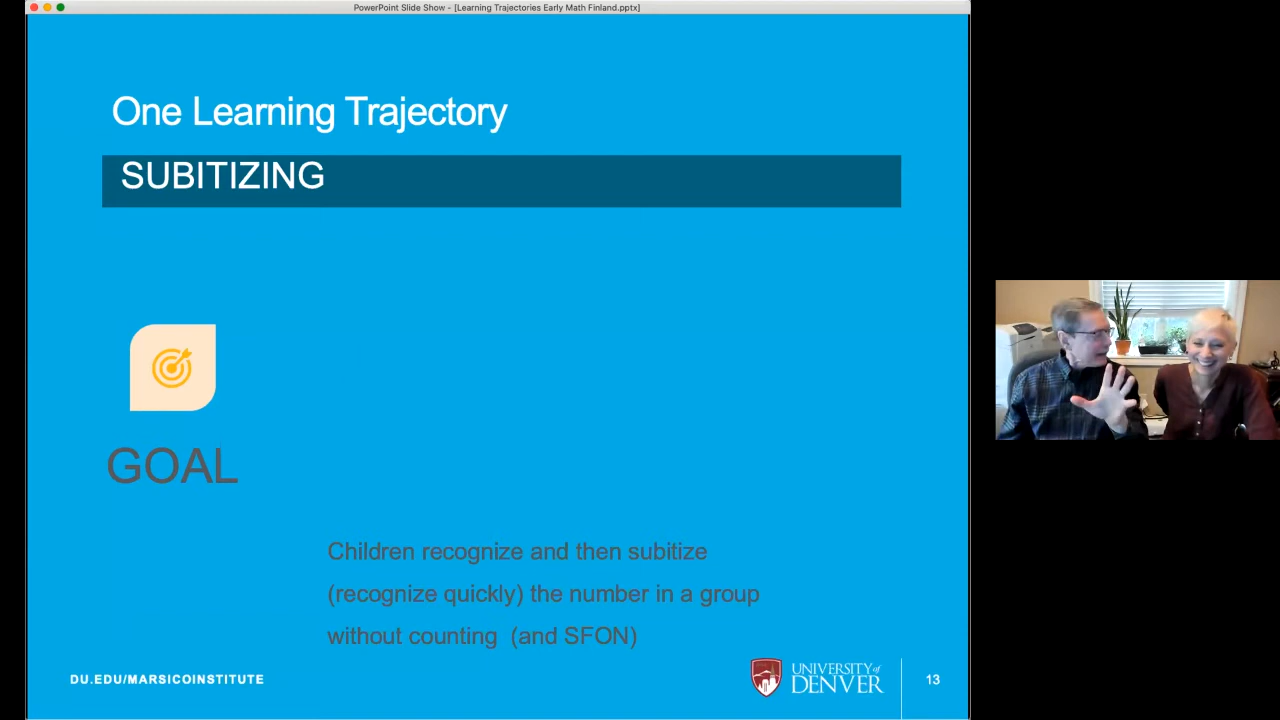 PowerPoint Slide Show - [Learning Trajectories Early Math Finland.pptx]
One Learning Trajectory
SUBITIZING
GOAL
Children recognize and then subitize
(recognize quickly) the number in a group
without counting (and SFON)
DU.EDU/MARSICOINSTITUTE
UNIVERSITY of
DENVER
13